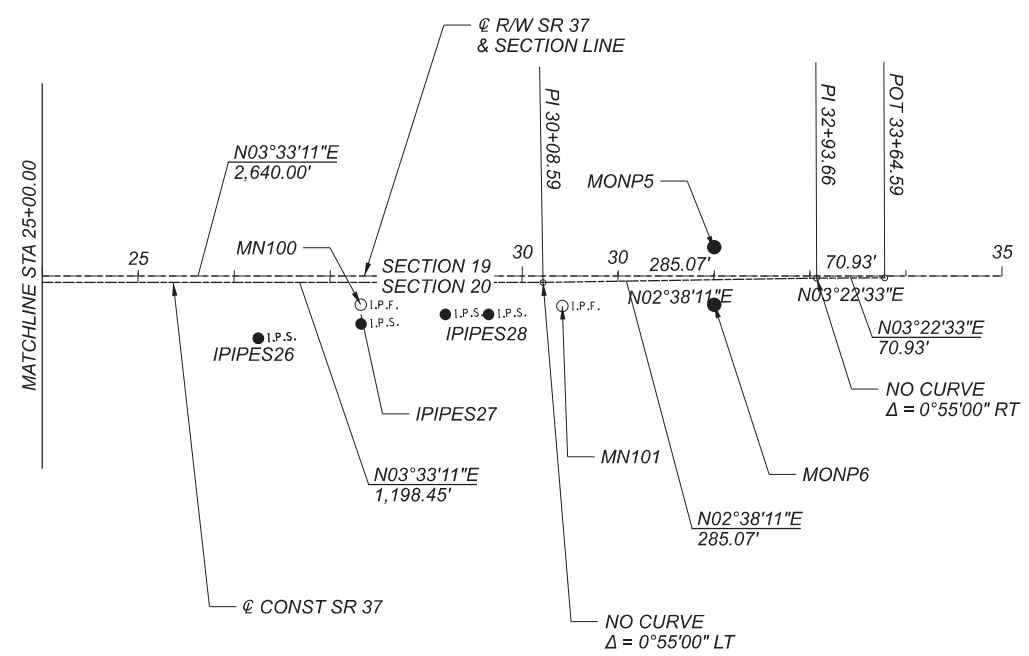 ℄ R/W SR 37
& SECTION LINE
MATCHLINE STA 25+00.00
N03°33'11"E
2,640.00'
PI 30+08.59
PI 32+93.66
POT 33+64.59
MONP5
MN100
25
30
30
35
SECTION 19
SECTION 20
285.07'
70.93'
N02°38'11"E
N03°22'33"E
I.P.F.
I.P.S.
I.P.S.
I.P.S.
I.P.S.
I.P.F.
IPIPES26
IPIPES28
N03°22'33"E
70.93'
IPIPES27
NO CURVE
Δ = 0°55'00" RT
MN101
MONP6
N03°33'11"E
1,198.45'
N02°38'11"E
285.07'
℄ CONST SR 37
NO CURVE
Δ = 0°55'00" LT